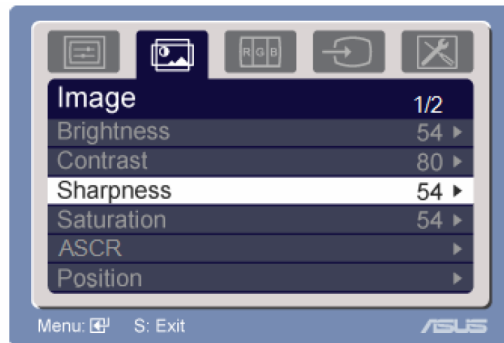 RGB
Image 1/2
Brightness 54
Contrast 80
Sharpness 54
Saturation 54
ASCR
Position
Menu: S: Exit ASUS